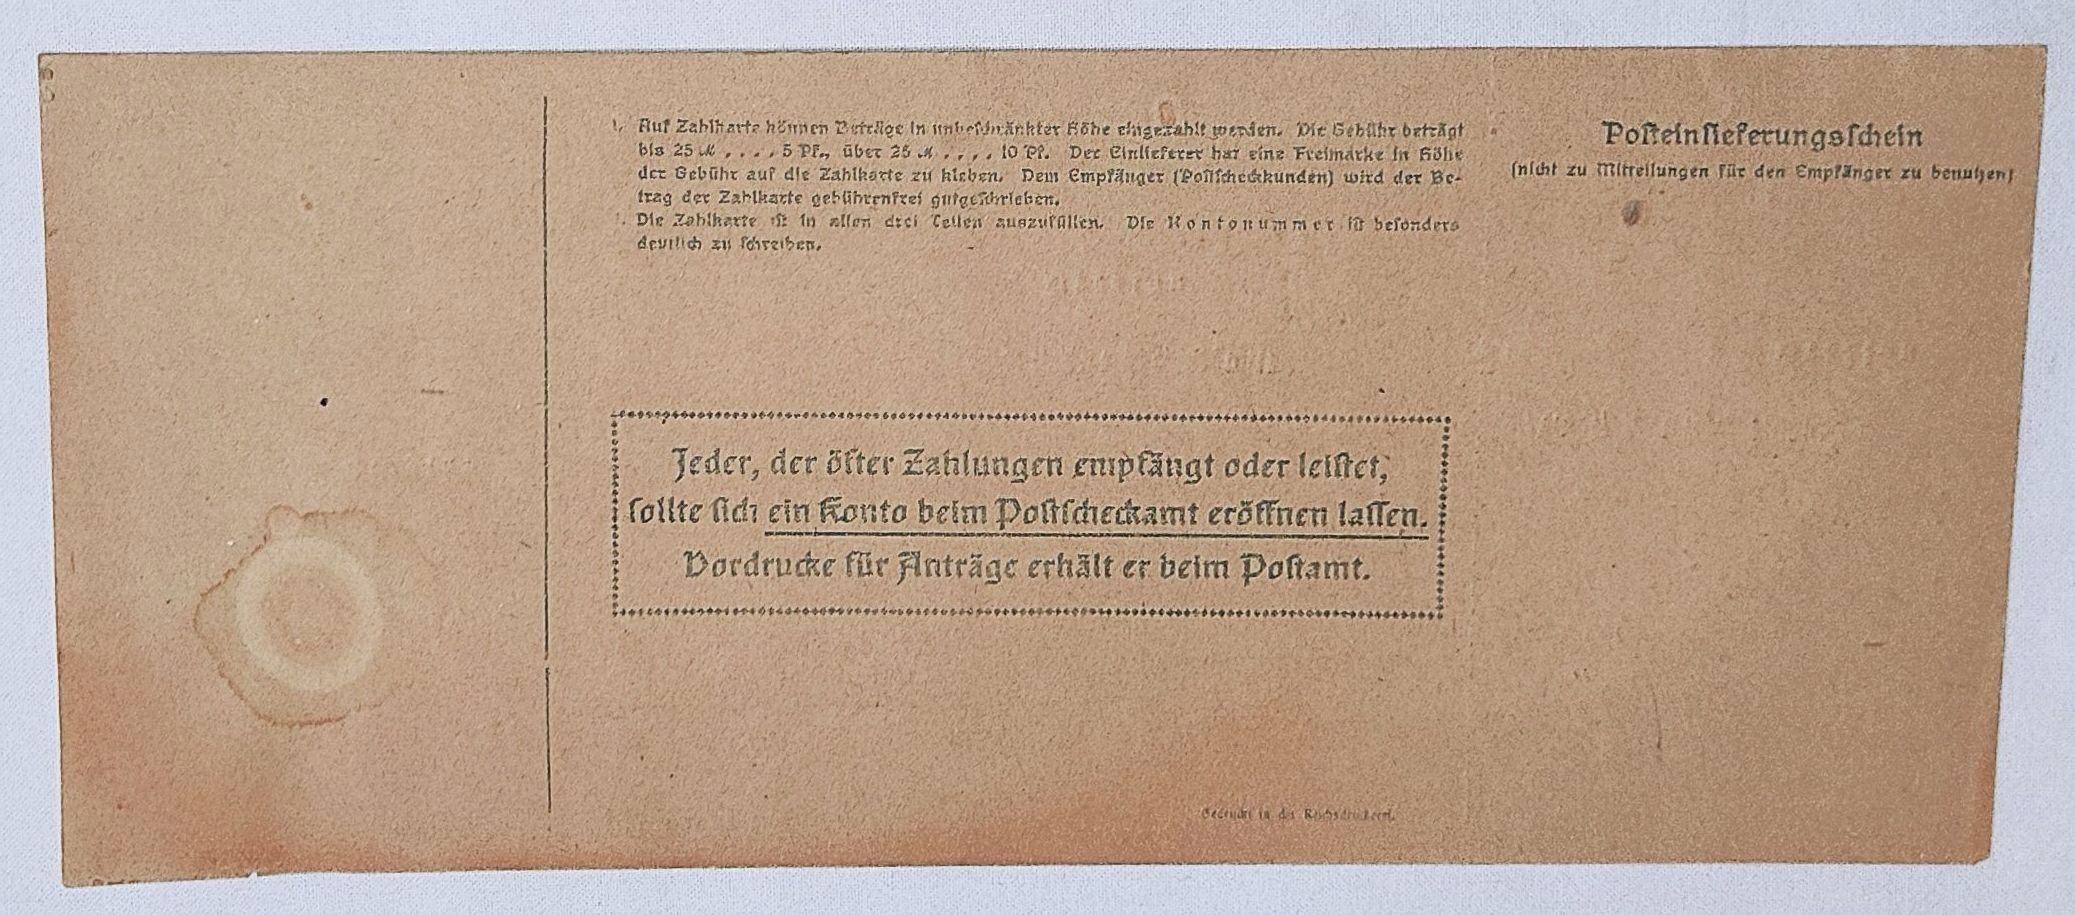 1. Auf Zahlkarte können Beträge in unbeschränkter Höhe eingezahlt werden. Die Gebühr beträgt
bis 25 ℳ . . . . 5 Pf., über 25 ℳ . . . . 10 Pf. Der Einlieferer hat eine Freimarke in Höhe
der Gebühr auf die Zahlkarte zu kleben. Dem Empfänger (Postscheckkunden) wird der Be-
trag der Zahlkarte gebührenfrei gutgeschrieben.
Die Zahlkarte ist in allen drei Teilen auszufüllen. Die Kontonummer ist besonders
deutlich zu schreiben.
Jeder, der öfter Zahlungen empfängt oder leistet,
sollte sich ein Konto beim Postscheckamt eröffnen lassen.
Vordrucke für Anträge erhält er beim Postamt.
Gedruckt in der Reichsdruckerei.
Posteinlieferungsschein
(nicht zu Mitteilungen für den Empfänger zu benutzen)